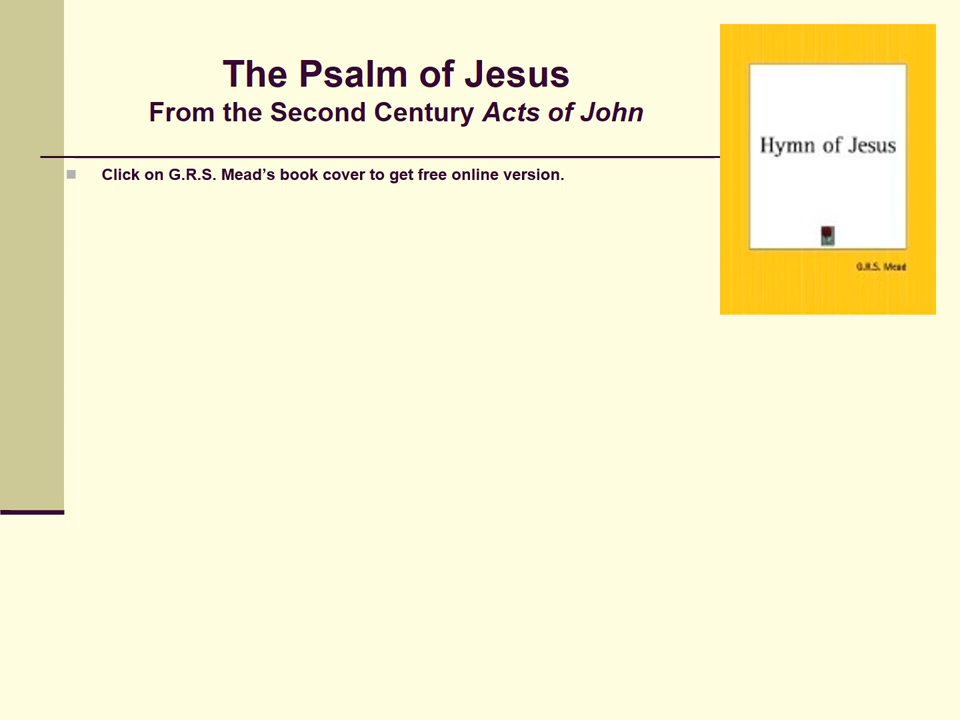 The Psalm of Jesus
From the Second Century Acts of John
Click on G.R.S. Mead’s book cover to get free online version.
Hymn of Jesus
G.R.S. Mead